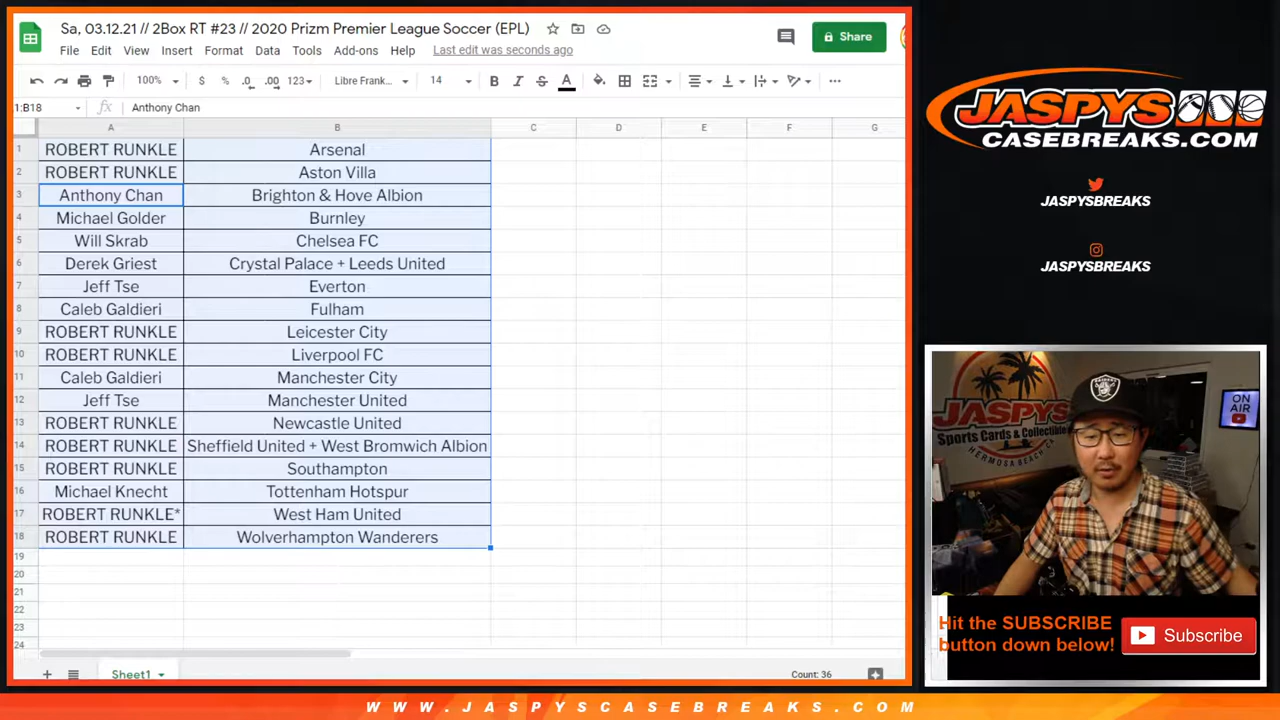 Sa, 03.12.21 // 2Box RT #23 // 2020 Prizm Premier League Soccer (EPL)
File Edit View Insert Format Data Tools Add-ons Help Last edit was seconds ago
Share
100% $ % .0 .00 123 Libre Frank... 14 B I S A
1:B18 fx Anthony Chan
A B C D E F G
1 ROBERT RUNKLE Arsenal
2 ROBERT RUNKLE Aston Villa
3 Anthony Chan Brighton & Hove Albion
4 Michael Golder Burnley
5 Will Skrab Chelsea FC
6 Derek Griest Crystal Palace + Leeds United
7 Jeff Tse Everton
8 Caleb Galdieri Fulham
9 ROBERT RUNKLE Leicester City
10 ROBERT RUNKLE Liverpool FC
11 Caleb Galdieri Manchester City
12 Jeff Tse Manchester United
13 ROBERT RUNKLE Newcastle United
14 ROBERT RUNKLE Sheffield United + West Bromwich Albion
15 ROBERT RUNKLE Southampton
16 Michael Knecht Tottenham Hotspur
17 ROBERT RUNKLE* West Ham United
18 ROBERT RUNKLE Wolverhampton Wanderers
19
20
21
22
23
24
Sheet1
Count: 36
JASPYS
CASEBREAKS.COM
JASPYSBREAKS
JASPYSBREAKS
JASPYS
Sports Cards & Collectibles
HERMOSA BEACH CA
RAIDERS
ON
AIR
Hit the SUBSCRIBE
button down below!
Subscribe
WWW.JASPYSCASEBREAKS.COM